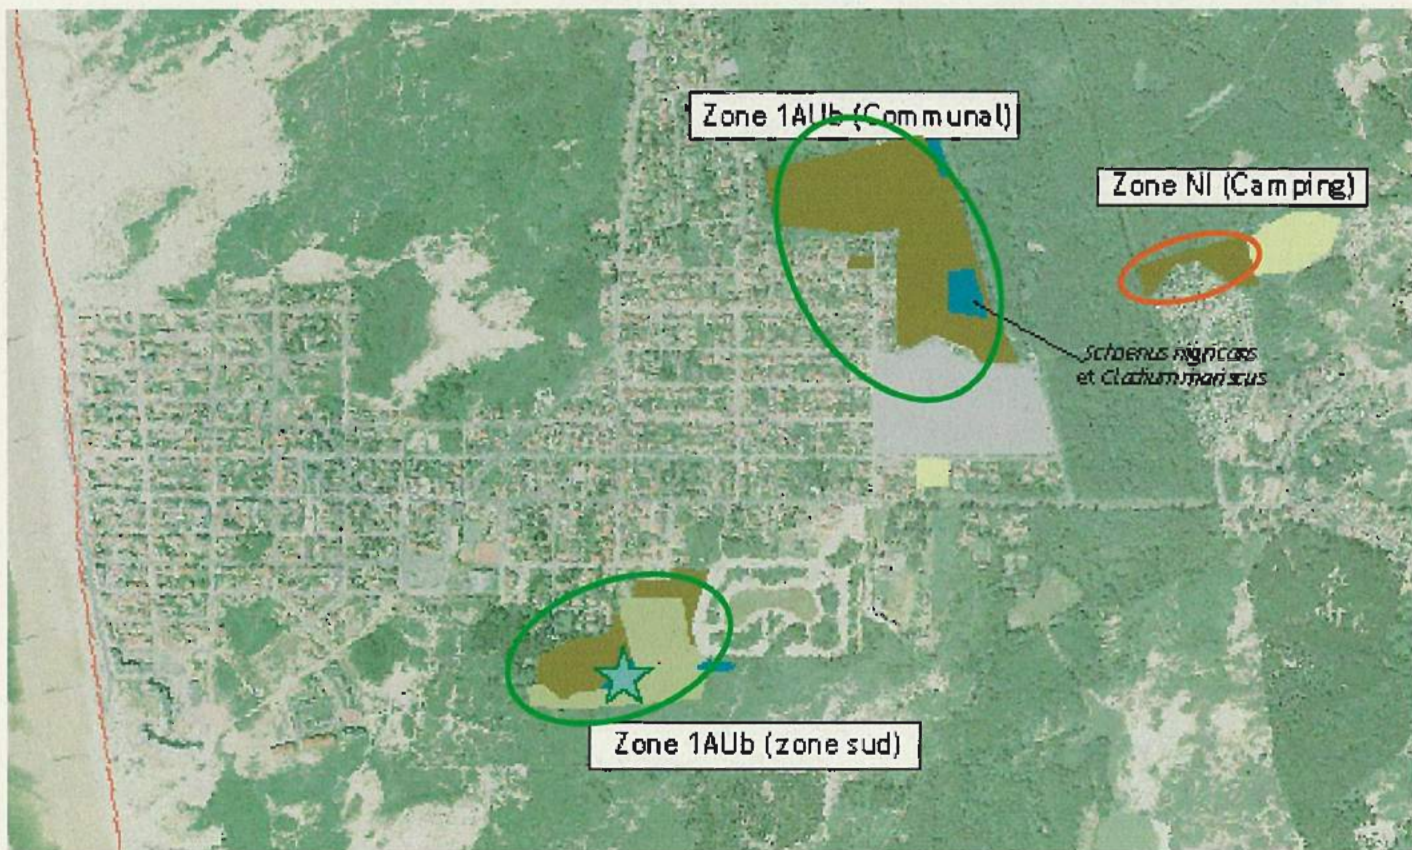 Zone 1AUb (Communal)
Zone Nl (Camping)
Schoenus nigricans
et Cladium mariscus
Zone 1AUb (zone sud)